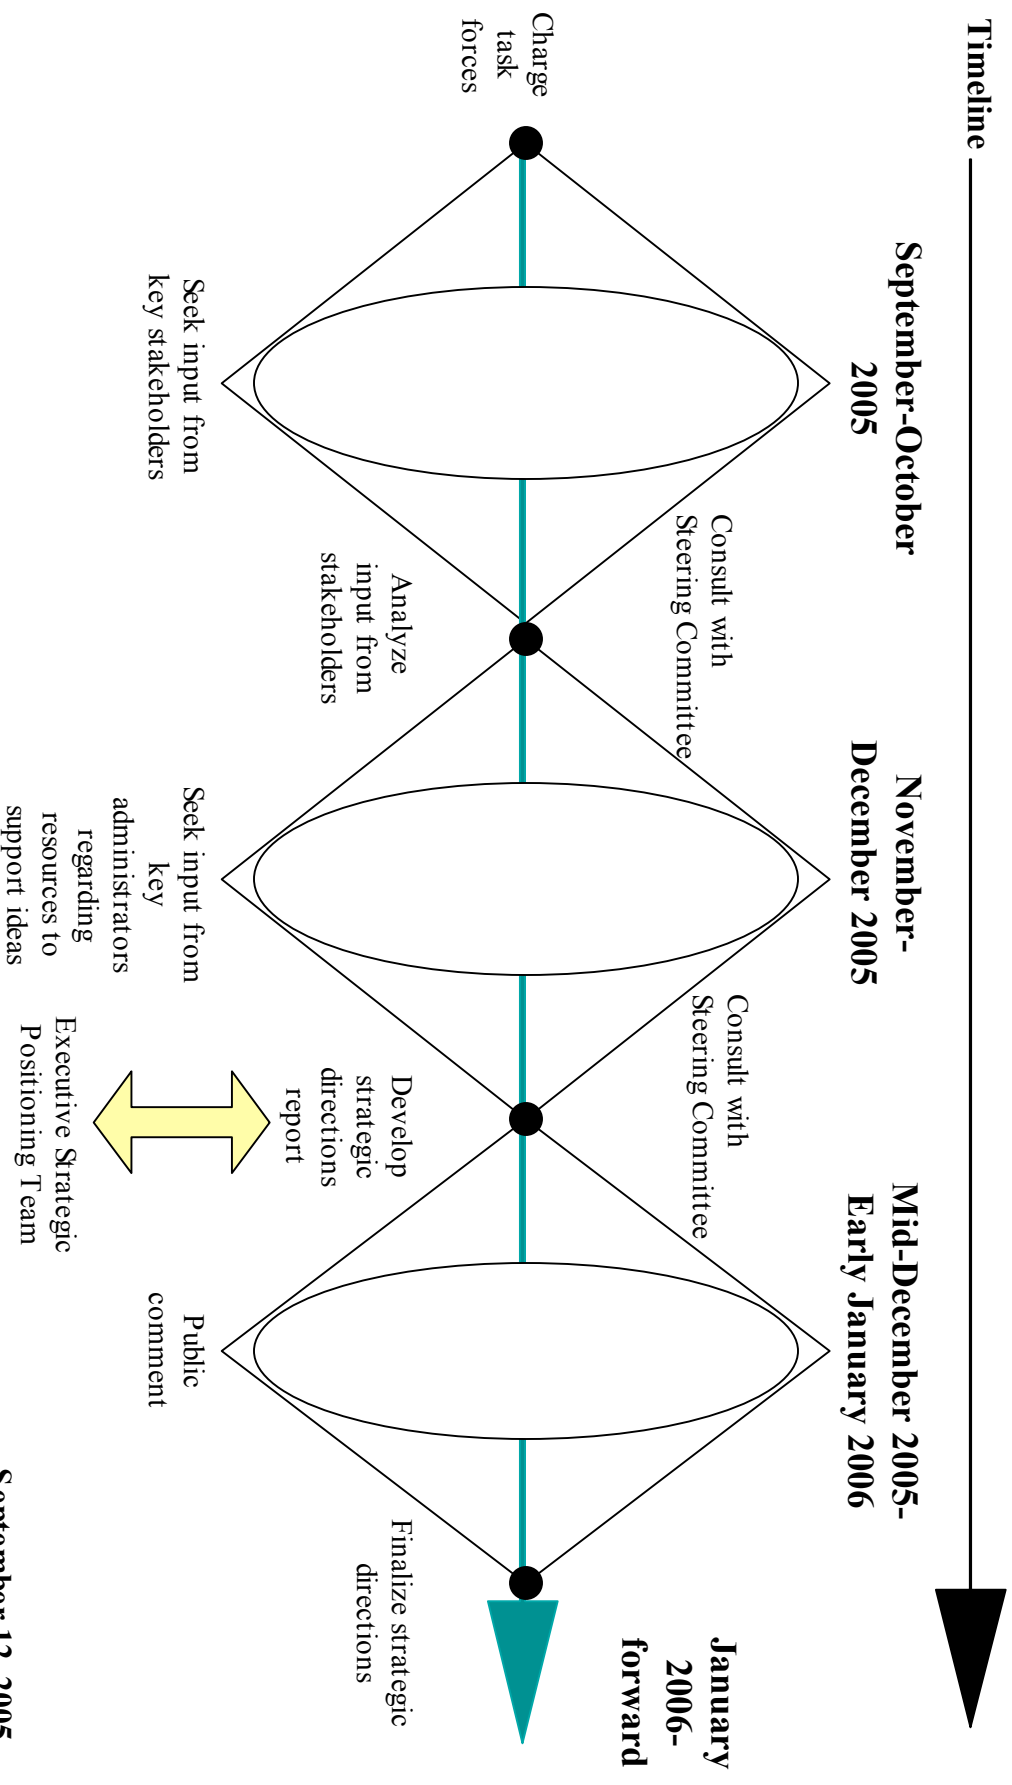 Timeline
September-October
2005
November-
December 2005
Mid-December 2005-
Early January 2006
January
2006-
forward
Consult with
Steering Committee
Consult with
Steering Committee
Charge
task
forces
Analyze
input from
stakeholders
Develop
strategic
directions
report
Finalize strategic
directions
Seek input from
key stakeholders
Seek input from
key
administrators
regarding
resources to
support ideas
Public
comment
Executive Strategic
Positioning Team
September 12, 2005